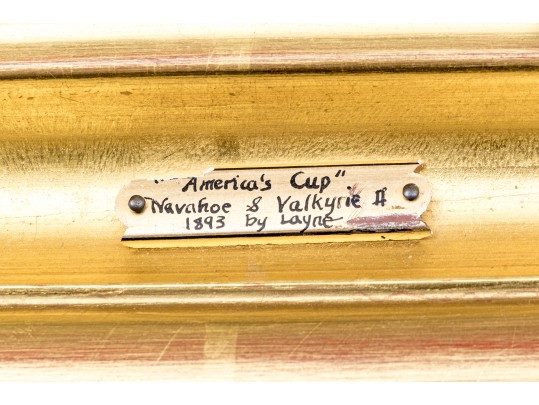 "America's Cup"
Navahoe & Valkyrie II
1893 by Layne